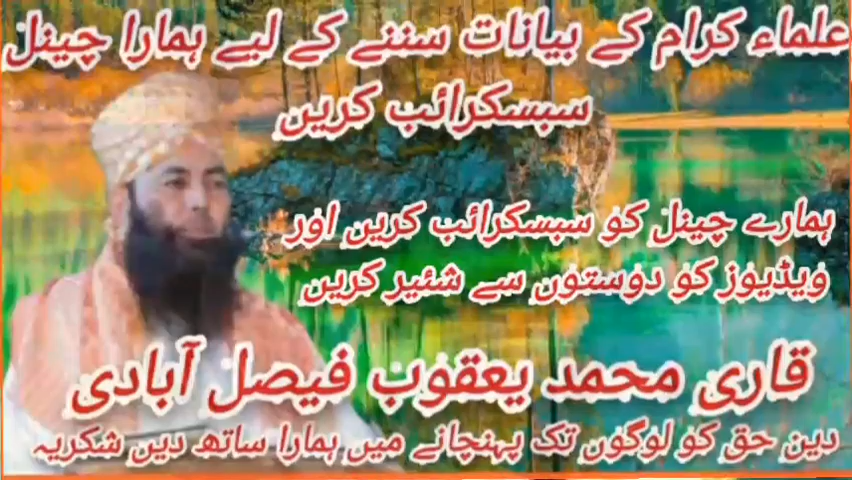 علماء کرام کے بیانات سننے کے لیے ہمارا چینل
سبسکرائب کریں
ہمارے چینل کو سبسکرائب کریں اور
ویڈیوز کو دوستوں سے شئیر کریں
قاری محمد یعقوب فیصل آبادی
دین حق کو لوگوں تک پہنچانے میں ہمارا ساتھ دیں شکریہ